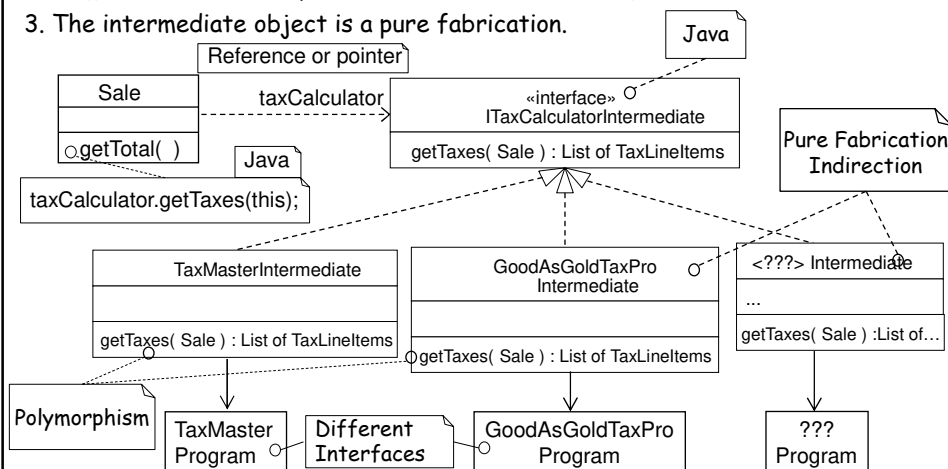 3. The intermediate object is a pure fabrication.
Java
Reference or pointer
Sale
taxCalculator
«interface»
ITaxCalculatorIntermediate
getTotal( )
getTaxes( Sale ) : List of TaxLineItems
Java
Pure Fabrication
Indirection
taxCalculator.getTaxes(this);
TaxMasterIntermediate
GoodAsGoldTaxPro
Intermediate
<???> Intermediate
...
getTaxes( Sale ) : List of TaxLineItems
getTaxes( Sale ) : List of TaxLineItems
getTaxes( Sale ) :List of...
Polymorphism
TaxMaster
Program
Different
Interfaces
GoodAsGoldTaxPro
Program
???
Program